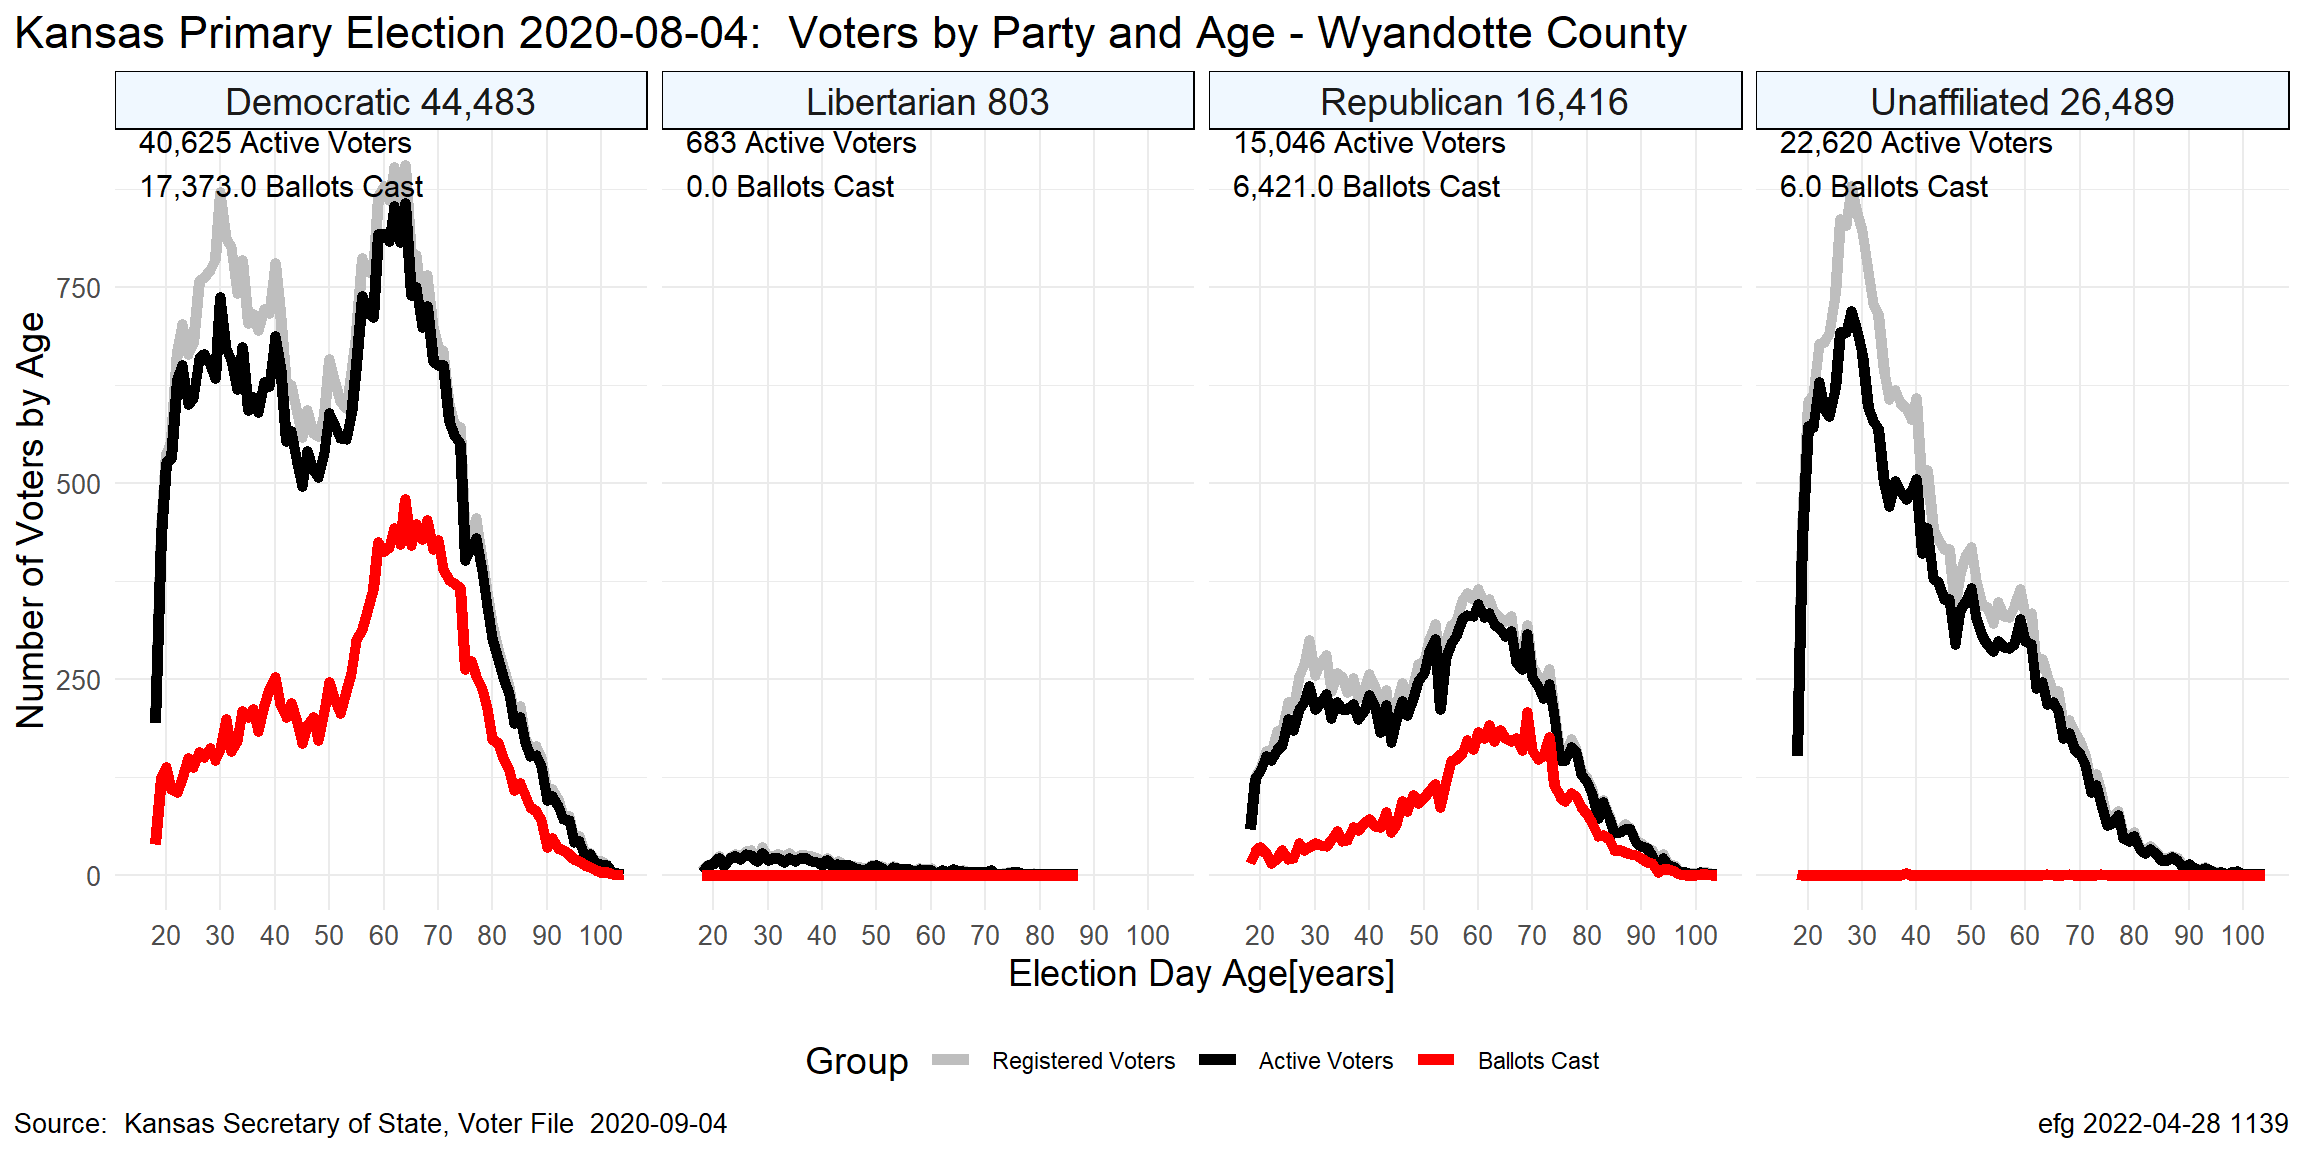 Kansas Primary Election 2020-08-04:  Voters by Party and Age - Wyandotte County
Democratic 44,483
Libertarian 803
Republican 16,416
Unaffiliated 26,489
40,625 Active Voters
17,373.0 Ballots Cast
683 Active Voters
0.0 Ballots Cast
15,046 Active Voters
6,421.0 Ballots Cast
22,620 Active Voters
6.0 Ballots Cast
Number of Voters by Age
750
500
250
0
20 30 40 50 60 70 80 90 100
20 30 40 50 60 70 80 90 100
20 30 40 50 60 70 80 90 100
20 30 40 50 60 70 80 90 100
Election Day Age[years]
Group Registered Voters Active Voters Ballots Cast
Source:  Kansas Secretary of State, Voter File  2020-09-04
efg 2022-04-28 1139